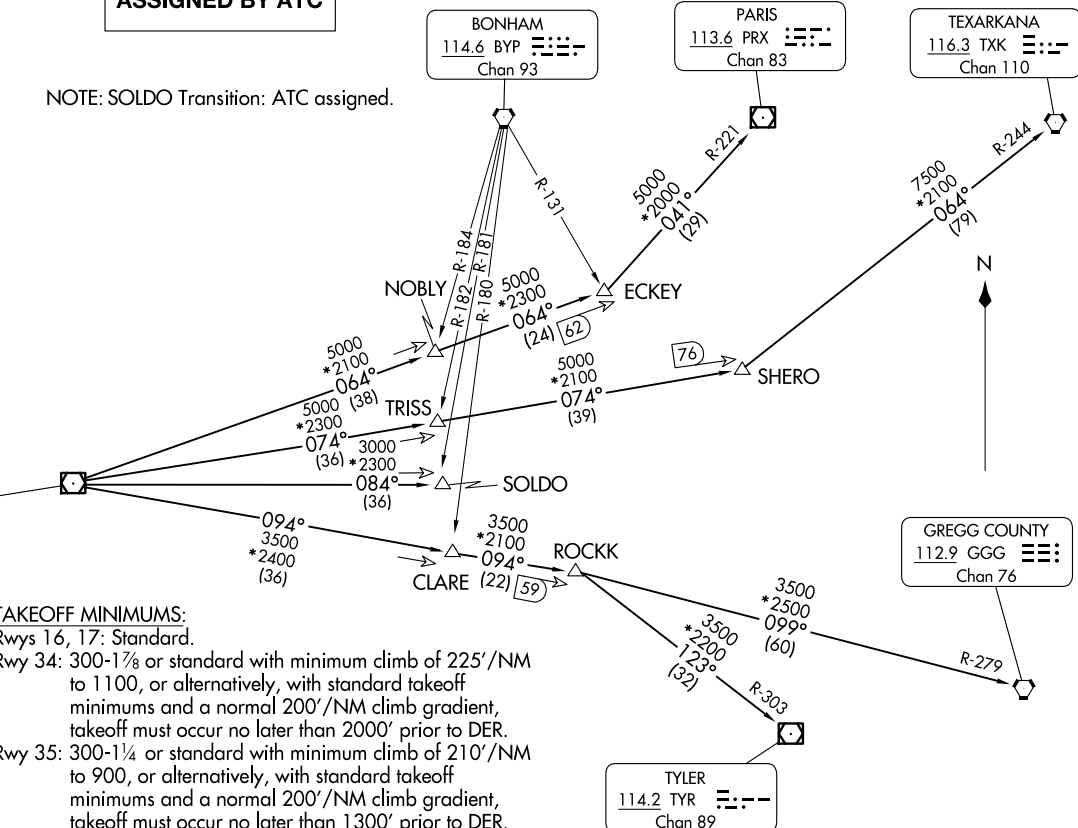 ASSIGNED BY ATC
NOTE: SOLDO Transition: ATC assigned.
BONHAM
114.6 BYP
Chan 93
PARIS
113.6 PRX
Chan 83
TEXARKANA
116.3 TXK
Chan 110
R-221
R-244
R-131
5000
*2000
041°
(29)
7500
*2100
064°
(79)
R-184
R-181
R-182
R-180
NOBLY
5000
*2300
064°
(24)
62
ECKEY
N
5000
*2100
064°
(38)
TRISS
5000
*2100
074°
(39)
76
SHERO
5000
*2300
074°
(36)
3000
*2300
084°
(36)
SOLDO
094°
3500
*2400
(36)
CLARE
3500
*2100
094°
(22)
59
ROCKK
GREGG COUNTY
112.9 GGG
Chan 76
3500
*2500
099°
(60)
R-279
3500
*2200
123°
(32)
R-303
TYLER
114.2 TYR
Chan 89
TAKEOFF MINIMUMS:
Rwys 16, 17: Standard.
Rwy 34: 300-1⅞ or standard with minimum climb of 225'/NM
to 1100, or alternatively, with standard takeoff
minimums and a normal 200'/NM climb gradient,
takeoff must occur no later than 2000' prior to DER.
Rwy 35: 300-1¼ or standard with minimum climb of 210'/NM
to 900, or alternatively, with standard takeoff
minimums and a normal 200'/NM climb gradient,
takeoff must occur no later than 1300' prior to DER.